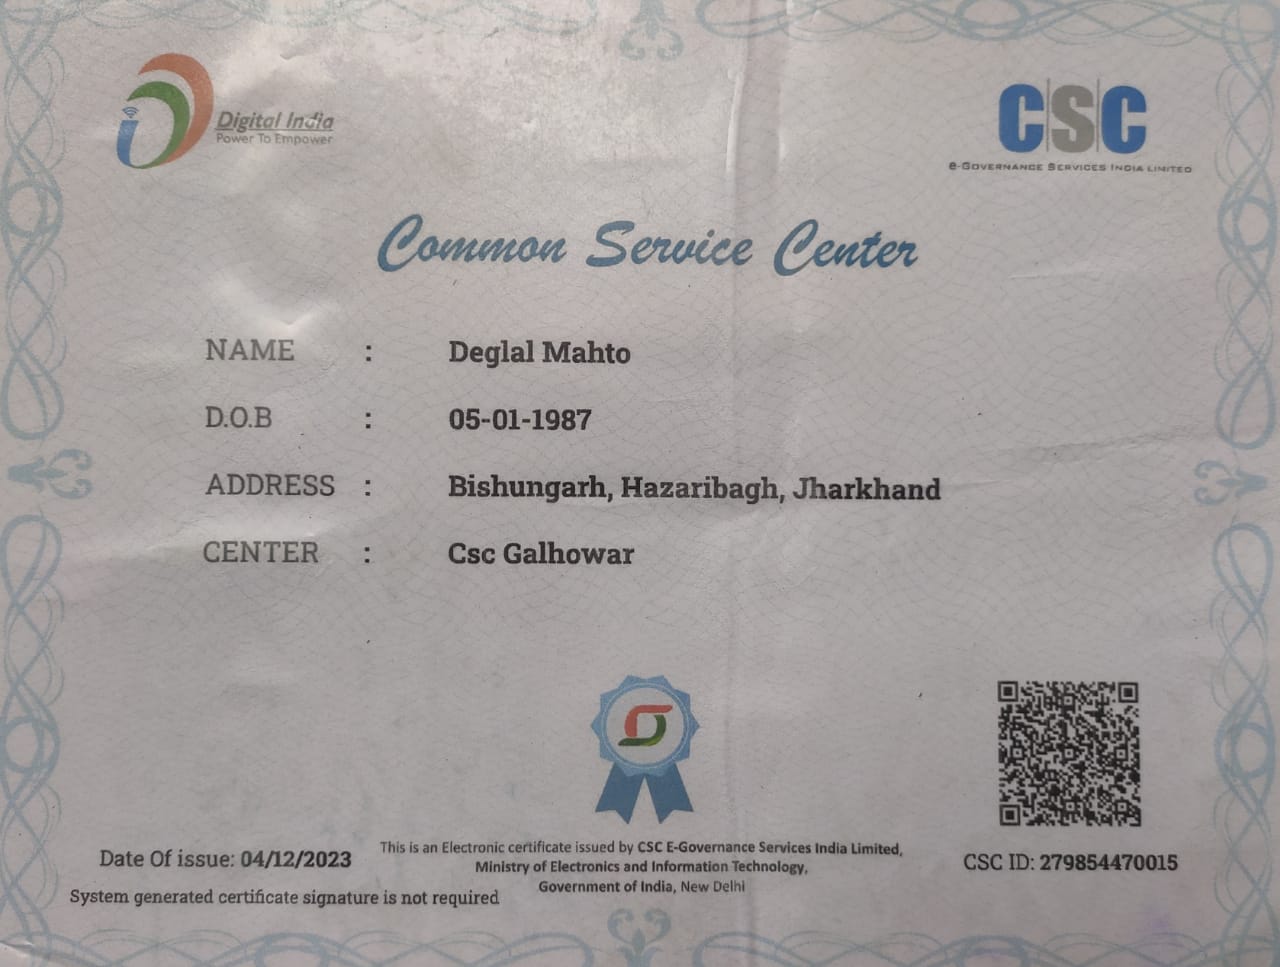 Digital India
Power To Empower
CSC
e-Governance Services India Limited
Common Service Center
NAME : Deglal Mahto
D.O.B : 05-01-1987
ADDRESS : Bishungarh, Hazaribagh, Jharkhand
CENTER : Csc Galhowar
Date Of issue: 04/12/2023
System generated certificate signature is not required
This is an Electronic certificate issued by CSC E-Governance Services India Limited,
Ministry of Electronics and Information Technology,
Government of India, New Delhi
CSC ID: 279854470015